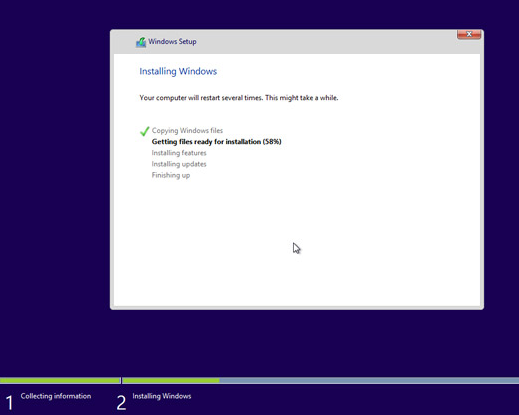 Windows Setup
Installing Windows
Your computer will restart several times. This might take a while.
Copying Windows files
Getting files ready for installation (58%)
Installing features
Installing updates
Finishing up
1 Collecting information 2 Installing Windows